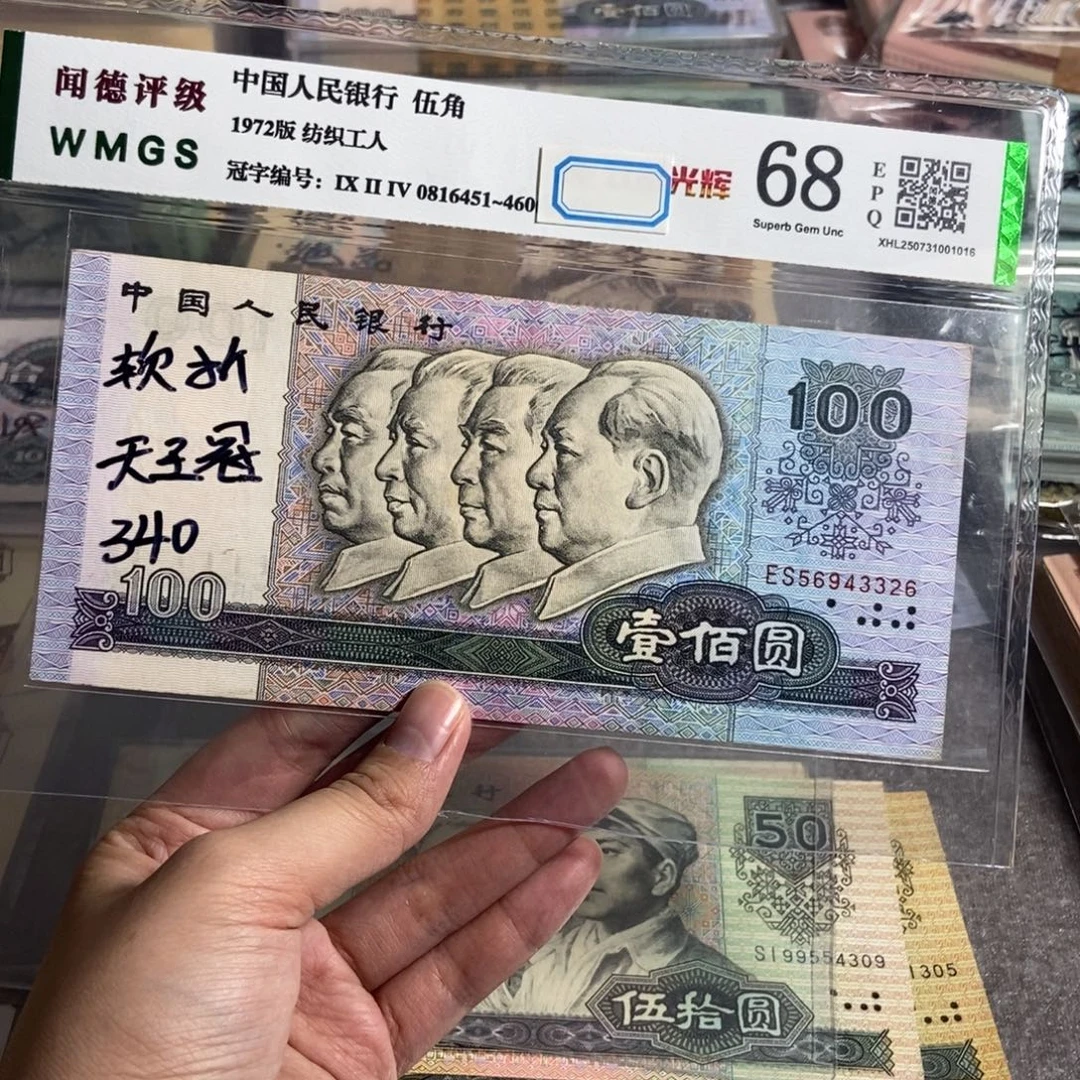 闻德评级
WMGS
中国人民银行 伍角
1972版 纺织工人
冠字编号：IX II IV 0816451~460
光辉
68
Superb Gem Unc
EPQ
XHL250731001016
中国人民银行
软折
天王冠
340
100
100
ES56943326
壹佰圆
行
50
SI99554309
伍拾圆
1305